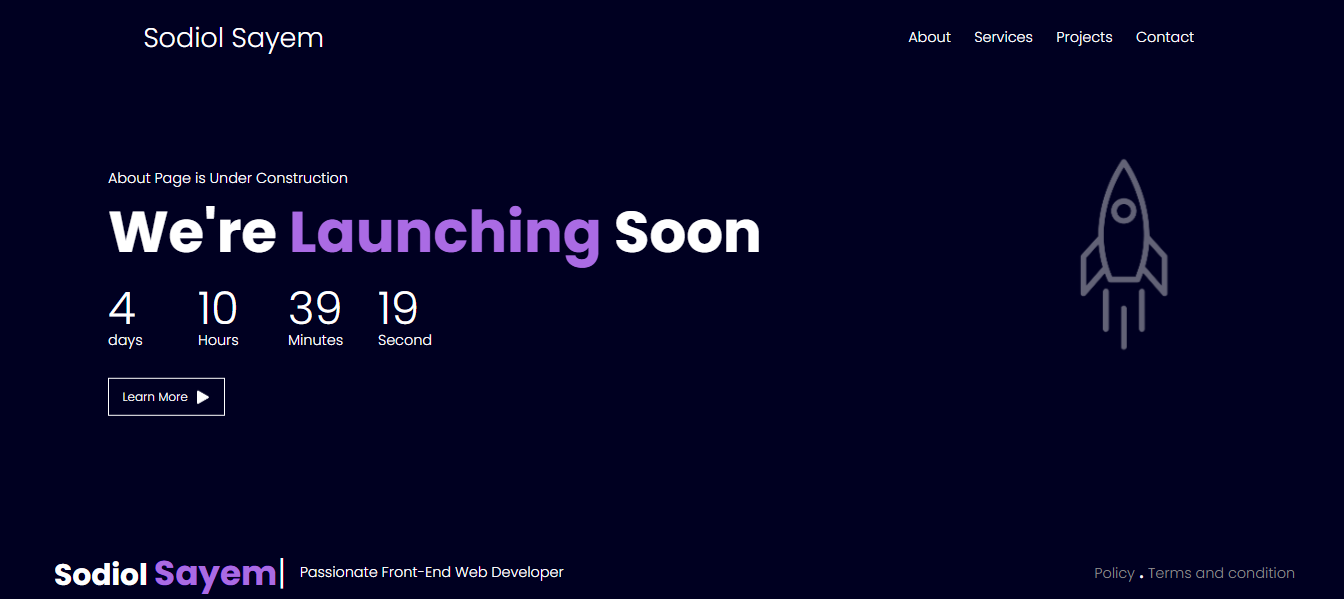 Sodiol Sayem
About Services Projects Contact
About Page is Under Construction
We're Launching Soon
4 10 39 19
days Hours Minutes Second
Learn More
Sodiol Sayem| Passionate Front-End Web Developer
Policy . Terms and condition